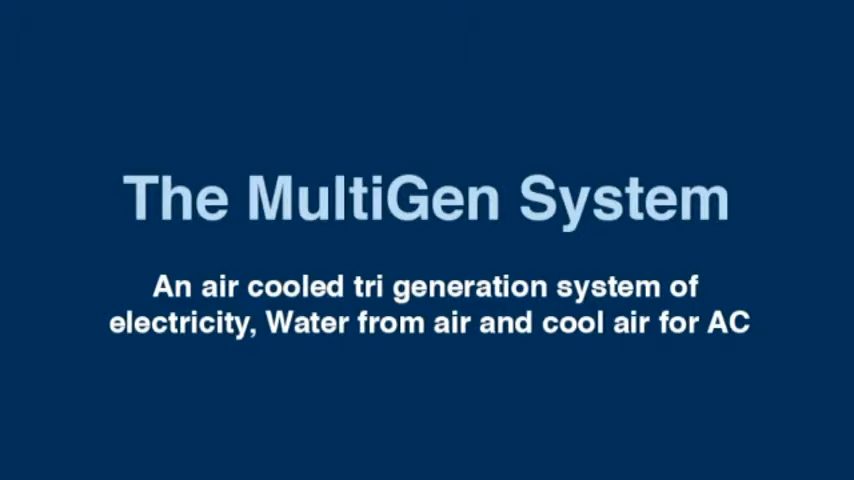 The MultiGen System
An air cooled tri generation system of
electricity, Water from air and cool air for AC